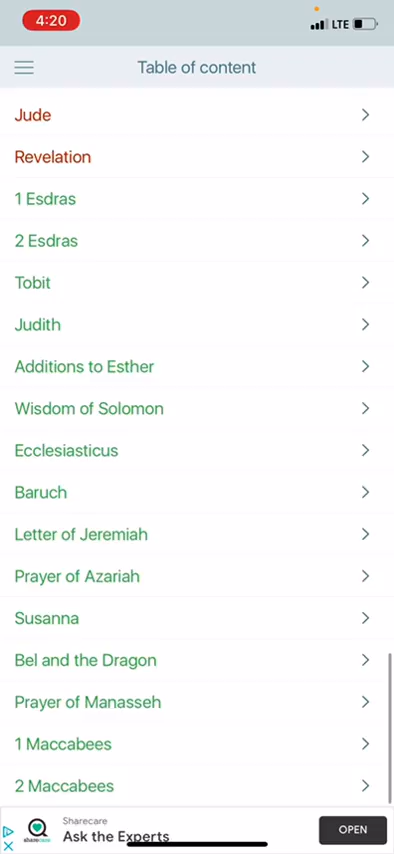 4:20
LTE
Table of content
Jude
Revelation
1 Esdras
2 Esdras
Tobit
Judith
Additions to Esther
Wisdom of Solomon
Ecclesiasticus
Baruch
Letter of Jeremiah
Prayer of Azariah
Susanna
Bel and the Dragon
Prayer of Manasseh
1 Maccabees
2 Maccabees
sharecare
Sharecare
Ask the Experts
OPEN